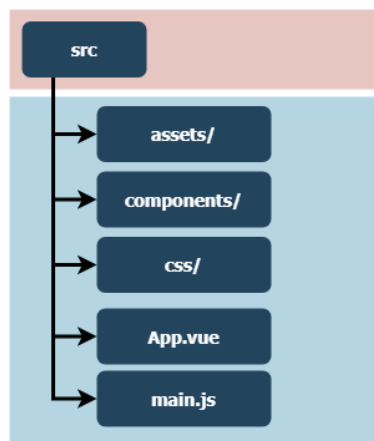 src
assets/
components/
css/
App.vue
main.js